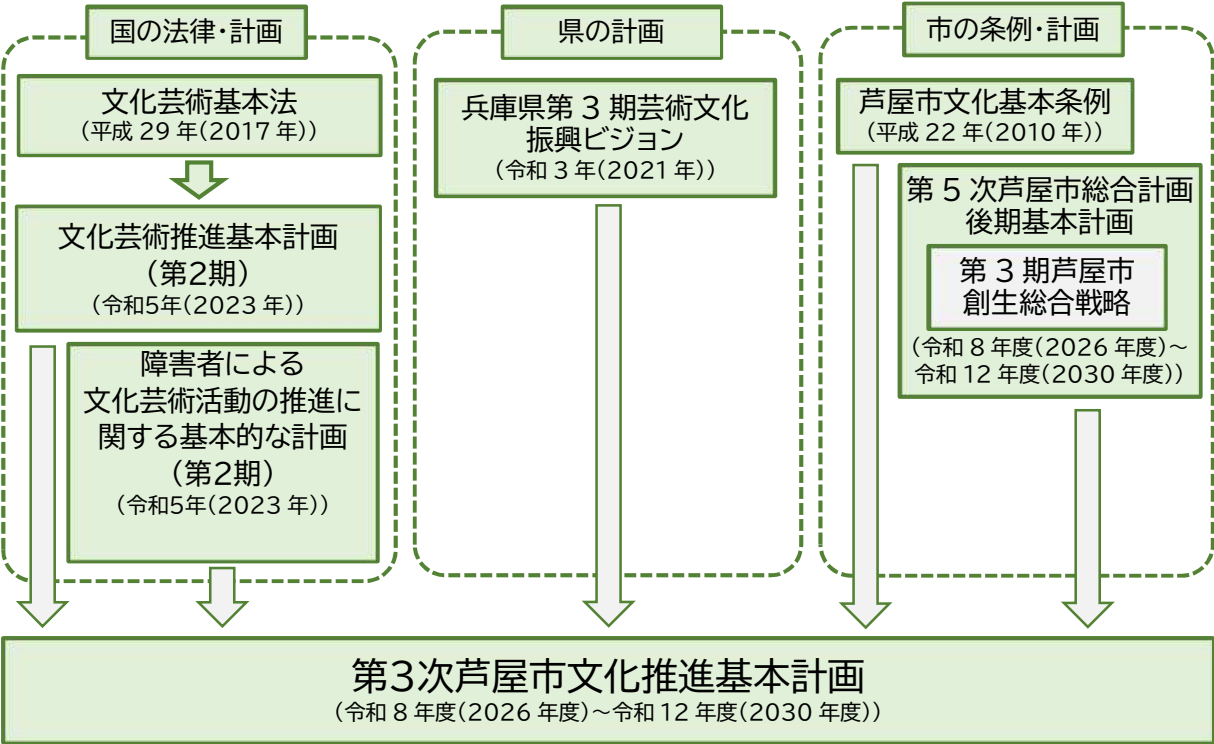 国の法律・計画
文化芸術基本法
(平成 29 年(2017 年))
文化芸術推進基本計画
(第2期)
(令和5年(2023 年))
障害者による
文化芸術活動の推進に
関する基本的な計画
(第2期)
(令和5年(2023 年))
県の計画
兵庫県第 3 期芸術文化
振興ビジョン
(令和 3 年(2021 年))
市の条例・計画
芦屋市文化基本条例
(平成 22 年(2010 年))
第 5 次芦屋市総合計画
後期基本計画
第 3 期芦屋市
創生総合戦略
(令和 8 年度(2026 年度)～
令和 12 年度(2030 年度))
第3次芦屋市文化推進基本計画
(令和 8 年度(2026 年度)～令和 12 年度(2030 年度))